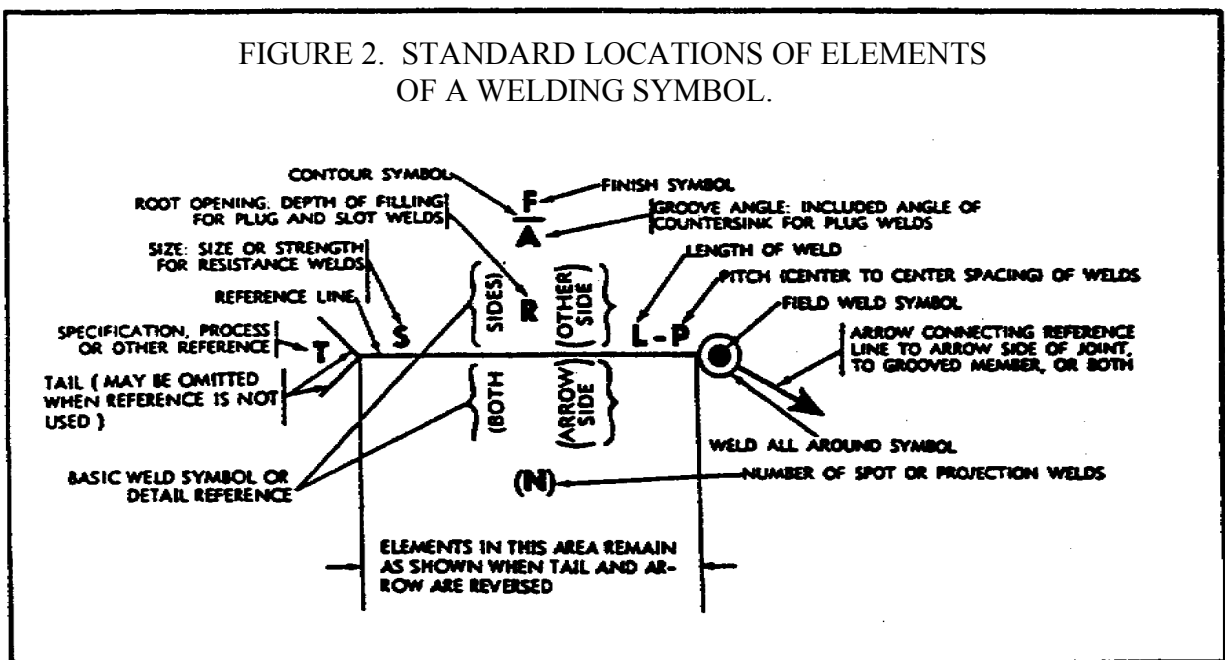 FIGURE 2. STANDARD LOCATIONS OF ELEMENTS
OF A WELDING SYMBOL.
CONTOUR SYMBOL
F
FINISH SYMBOL
ROOT OPENING: DEPTH OF FILLING
FOR PLUG AND SLOT WELDS
A
GROOVE ANGLE: INCLUDED ANGLE OF
COUNTERSINK FOR PLUG WELDS
SIZE: SIZE OR STRENGTH
FOR RESISTANCE WELDS
LENGTH OF WELD
PITCH (CENTER TO CENTER SPACING) OF WELDS
REFERENCE LINE
S
SIDES)
R
(OTHER
SIDE)
L - P
FIELD WELD SYMBOL
SPECIFICATION, PROCESS
OR OTHER REFERENCE
T
ARROW CONNECTING REFERENCE
LINE TO ARROW SIDE OF JOINT,
TO GROOVED MEMBER, OR BOTH
TAIL ( MAY BE OMITTED
WHEN REFERENCE IS NOT
USED )
(BOTH
(ARROW
SIDE)
WELD ALL AROUND SYMBOL
BASIC WELD SYMBOL OR
DETAIL REFERENCE
(N)
NUMBER OF SPOT OR PROJECTION WELDS
ELEMENTS IN THIS AREA REMAIN
AS SHOWN WHEN TAIL AND AR-
ROW ARE REVERSED